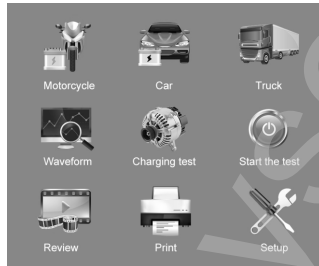 Motorcycle Car Truck
Waveform Charging test Start the test
Review Print Setup